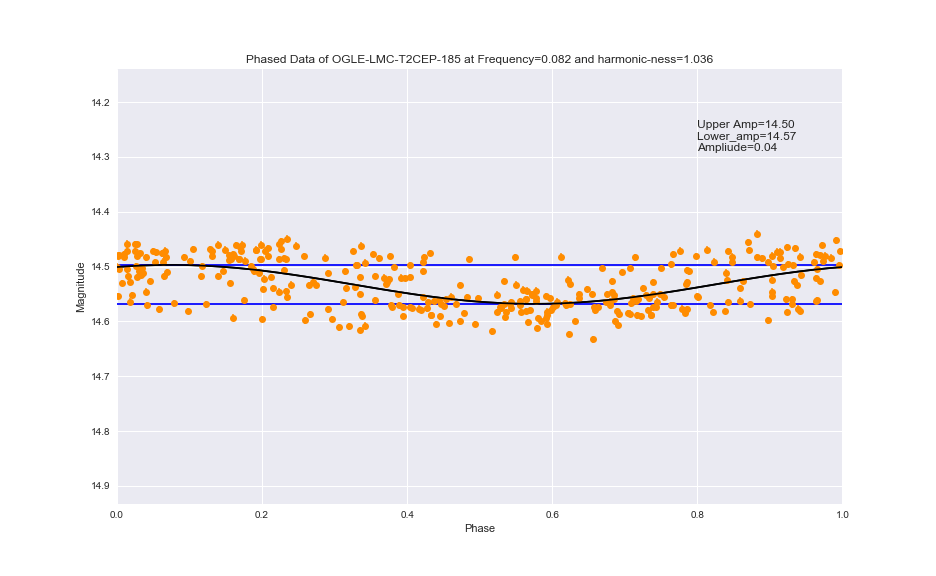 Phased Data of OGLE-LMC-T2CEP-185 at Frequency=0.082 and harmonic-ness=1.036
14.2
14.3
14.4
14.5
14.6
14.7
14.8
14.9
Magnitude
Upper Amp=14.50
Lower_amp=14.57
Ampliude=0.04
0.0
0.2
0.4
0.6
0.8
1.0
Phase